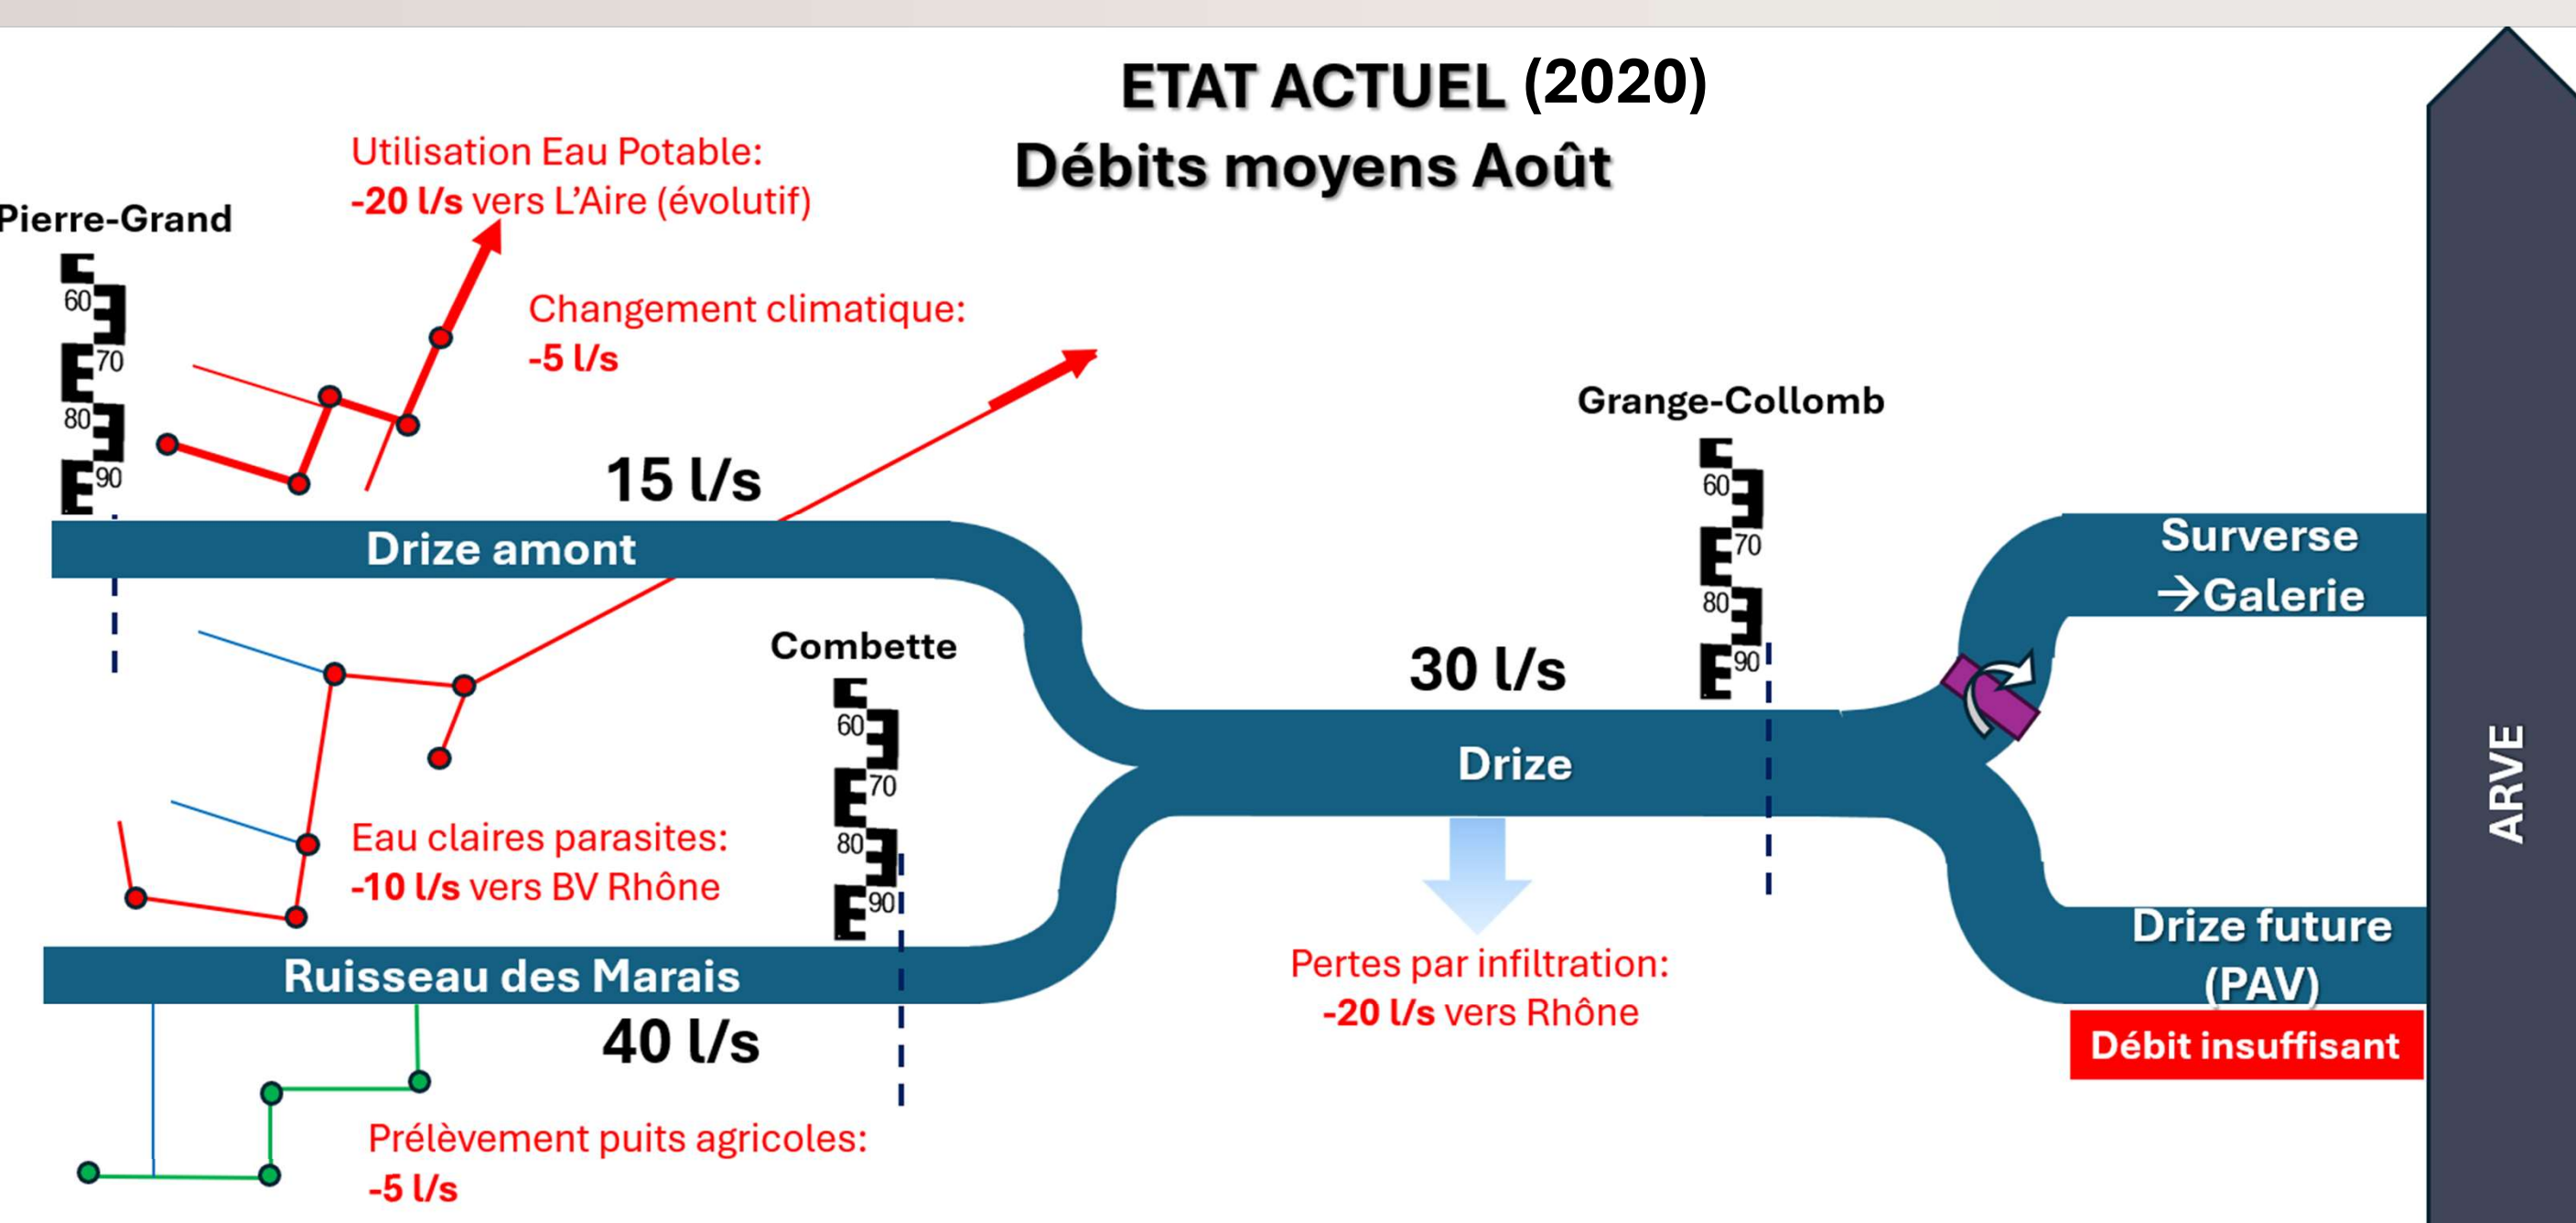 ETAT ACTUEL (2020)
Débits moyens Août
Utilisation Eau Potable:
-20 l/s vers L'Aire (évolutif)
Pierre-Grand
60
70
80
90
Changement climatique:
-5 l/s
15 l/s
Drize amont
Grange-Collomb
60
70
80
90
Surverse
→Galerie
Combette
60
70
80
90
30 l/s
Drize
ARVE
Eau claires parasites:
-10 l/s vers BV Rhône
Ruisseau des Marais
40 l/s
Pertes par infiltration:
-20 l/s vers Rhône
Drize future
(PAV)
Débit insuffisant
Prélèvement puits agricoles:
-5 l/s